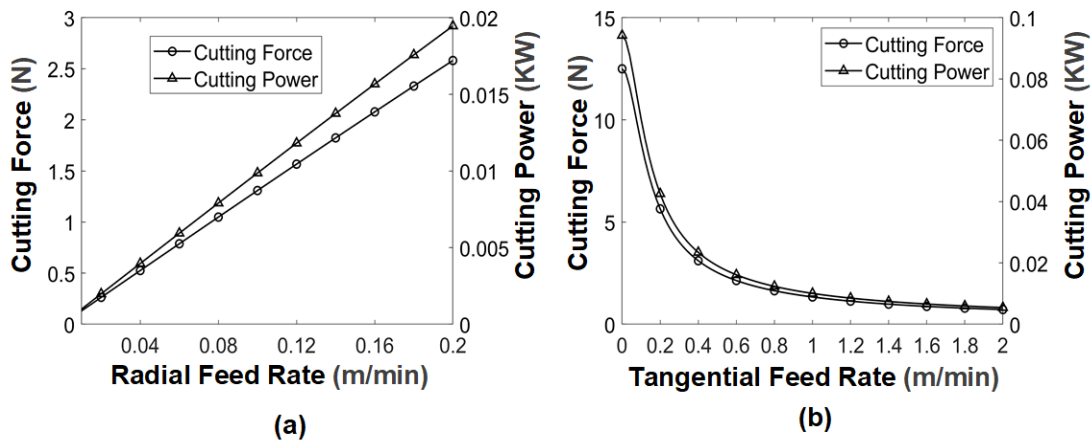 3
2.5
2
1.5
1
0.5
0
Cutting Force (N)
Cutting Force
Cutting Power
0.02
0.015
0.01
0.005
0
Cutting Power (KW)
0.04 0.08 0.12 0.16 0.2
Radial Feed Rate (m/min)
(a)
15
10
5
0
Cutting Force (N)
Cutting Force
Cutting Power
0.1
0.08
0.06
0.04
0.02
0
Cutting Power (KW)
0 0.2 0.4 0.6 0.8 1 1.2 1.4 1.6 1.8 2
Tangential Feed Rate (m/min)
(b)